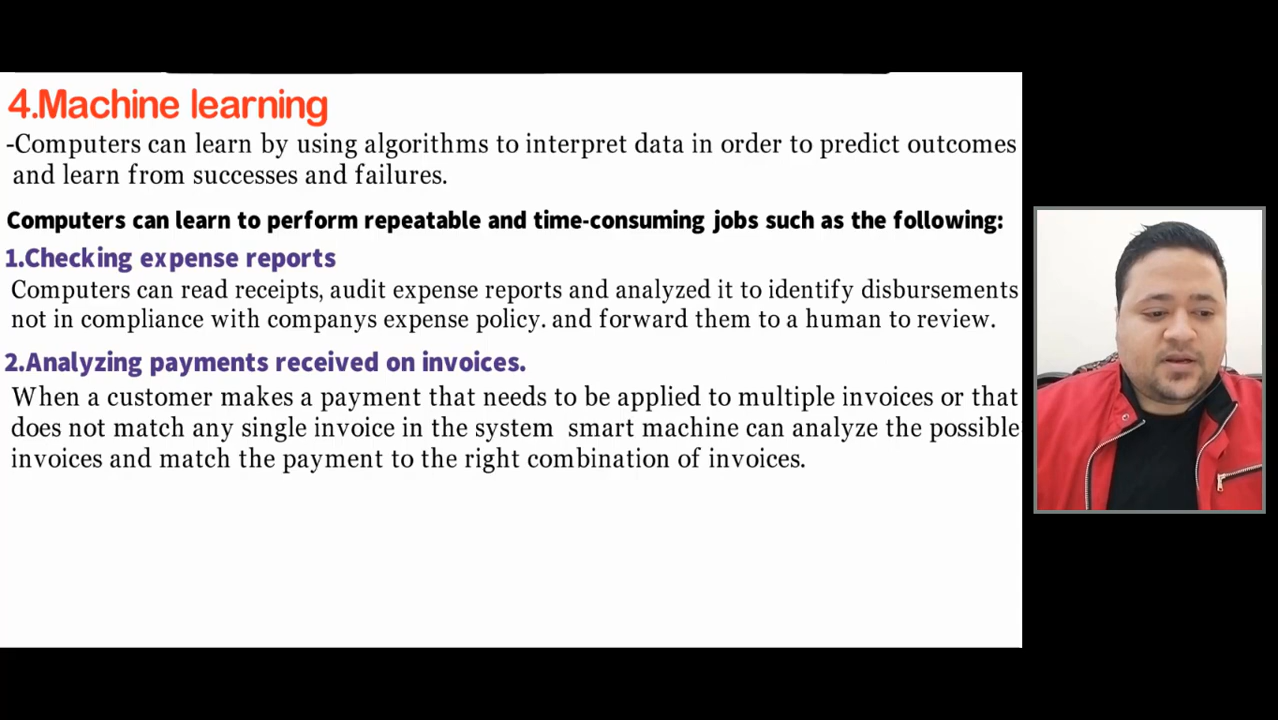 4.Machine learning
-Computers can learn by using algorithms to interpret data in order to predict outcomes
and learn from successes and failures.
Computers can learn to perform repeatable and time-consuming jobs such as the following:
1.Checking expense reports
Computers can read receipts, audit expense reports and analyzed it to identify disbursements
not in compliance with companys expense policy. and forward them to a human to review.
2.Analyzing payments received on invoices.
When a customer makes a payment that needs to be applied to multiple invoices or that
does not match any single invoice in the system smart machine can analyze the possible
invoices and match the payment to the right combination of invoices.